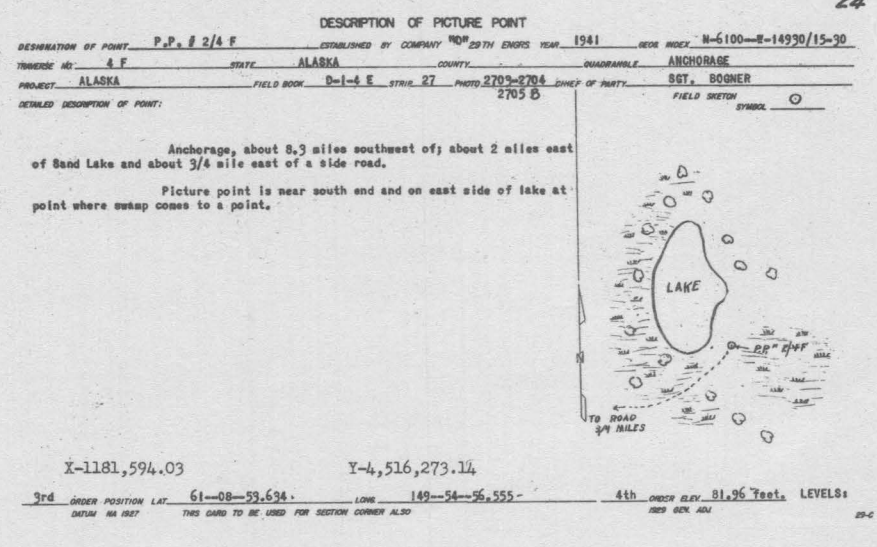 24
DESCRIPTION OF PICTURE POINT
DESIGNATION OF POINT P.P. # 2/4 F ESTABLISHED BY COMPANY "D" 29TH ENGRS YEAR 1941 GEOR INDEX N-6100--E-14930/15-30
TRAVERSE NO. 4 F STATE ALASKA COUNTY QUADRANGLE ANCHORAGE
PROJECT ALASKA FIELD BOOK D-1-4 E STRIP 27 PHOTO 2703-2704 CHIEF OF PARTY SGT. BOGNER
2705 B
DETAILED DESCRIPTION OF POINT:
FIELD SKETCH
SYMBOL
Anchorage, about 8.3 miles southwest of; about 2 miles east
of Sand Lake and about 3/4 mile east of a side road.
Picture point is near south end and on east side of lake at
point where swamp comes to a point.
LAKE
P.P. # 2/4F
N
TO ROAD
3/4 MILES
X-1181,594.03 Y-4,516,273.14
3rd ORDER POSITION LAT. 61--08--53.634. LONG. 149--54--56.555- 4th ORDER ELEV. 81.96 feet. LEVELS:
DATUM NA 1927 THIS CARD TO BE USED FOR SECTION CORNER ALSO 1929 GEN. ADJ.
29-C